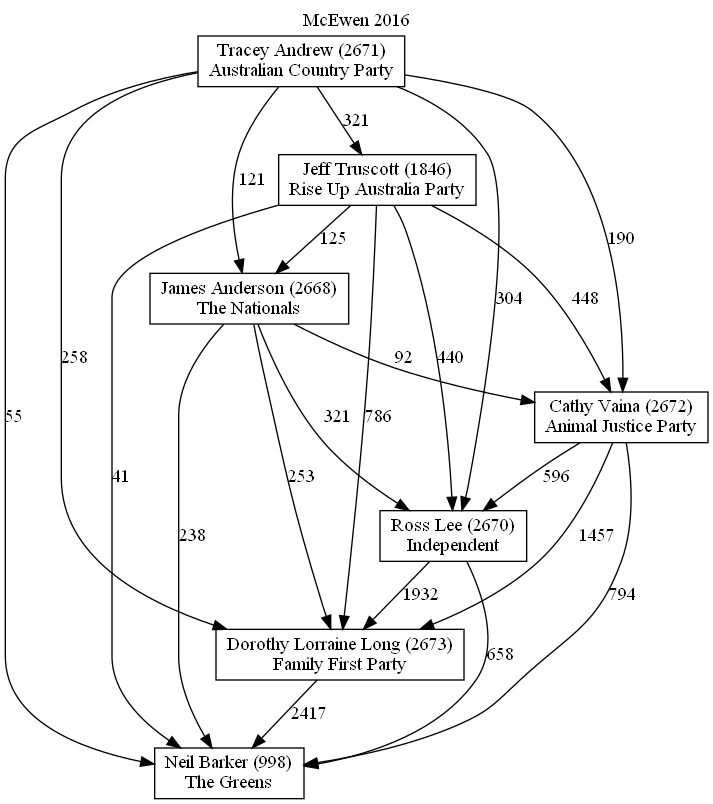 McEwen 2016
Tracey Andrew (2671)
Australian Country Party
321
Jeff Truscott (1846)
Rise Up Australia Party
121
125
190
James Anderson (2668)
The Nationals
304
448
258
92
440
Cathy Vaina (2672)
Animal Justice Party
55
321
786
41
253
596
Ross Lee (2670)
Independent
238
1457
1932
794
Dorothy Lorraine Long (2673)
Family First Party
658
2417
Neil Barker (998)
The Greens